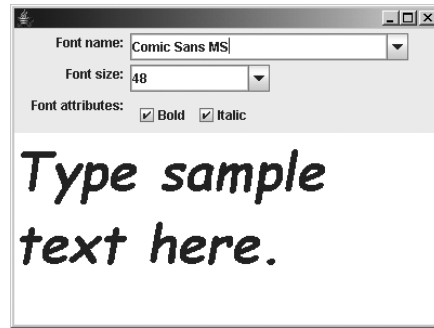 Font name: Comic Sans MS
Font size: 48
Font attributes: Bold Italic
Type sample
text here.